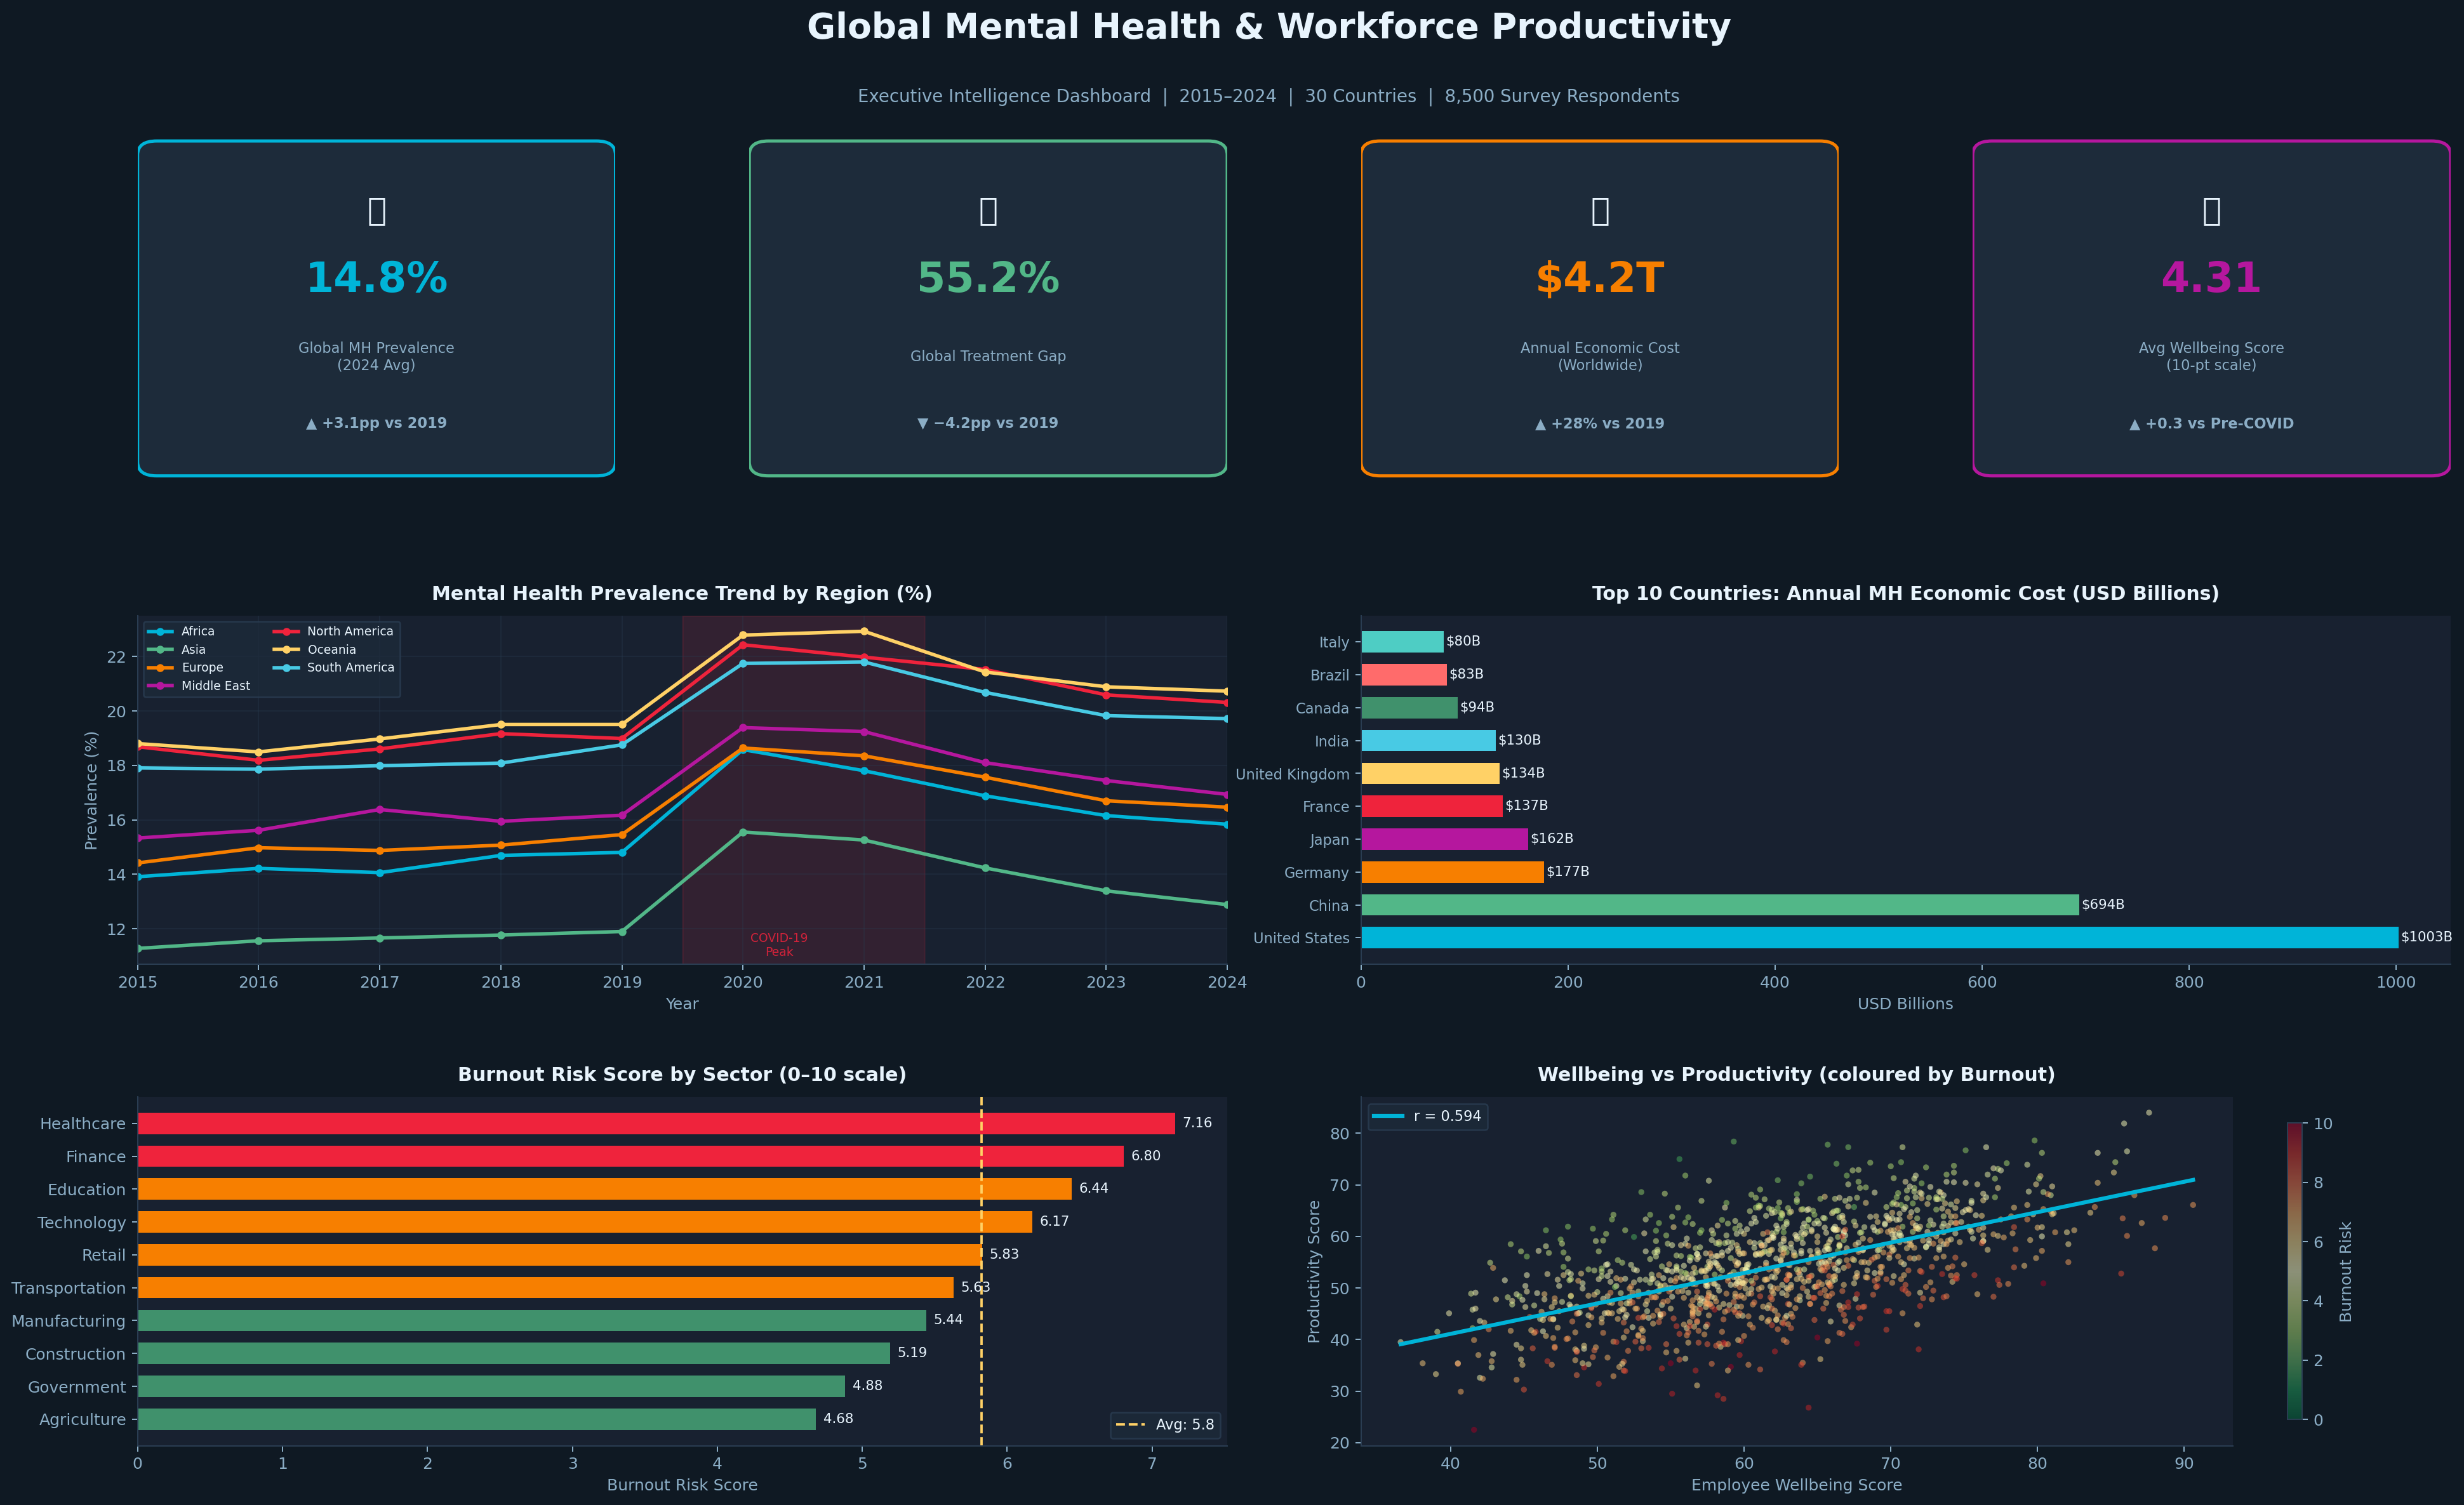 Global Mental Health & Workforce Productivity
Executive Intelligence Dashboard | 2015–2024 | 30 Countries | 8,500 Survey Respondents
14.8%
Global MH Prevalence
(2024 Avg)
▲ +3.1pp vs 2019
55.2%
Global Treatment Gap
▼ −4.2pp vs 2019
$4.2T
Annual Economic Cost
(Worldwide)
▲ +28% vs 2019
4.31
Avg Wellbeing Score
(10-pt scale)
▲ +0.3 vs Pre-COVID
Mental Health Prevalence Trend by Region (%)
Africa
Asia
Europe
Middle East
North America
Oceania
South America
Prevalence (%)
22
20
18
16
14
12
COVID-19
Peak
2015 2016 2017 2018 2019 2020 2021 2022 2023 2024
Year
Top 10 Countries: Annual MH Economic Cost (USD Billions)
Italy $80B
Brazil $83B
Canada $94B
India $130B
United Kingdom $134B
France $137B
Japan $162B
Germany $177B
China $694B
United States $1003B
0 200 400 600 800 1000
USD Billions
Burnout Risk Score by Sector (0–10 scale)
Healthcare 7.16
Finance 6.80
Education 6.44
Technology 6.17
Retail 5.83
Transportation 5.63
Manufacturing 5.44
Construction 5.19
Government 4.88
Agriculture 4.68
Avg: 5.8
0 1 2 3 4 5 6 7
Burnout Risk Score
Wellbeing vs Productivity (coloured by Burnout)
r = 0.594
Productivity Score
80
70
60
50
40
30
20
40 50 60 70 80 90
Employee Wellbeing Score
10
8
6
4
2
0
Burnout Risk